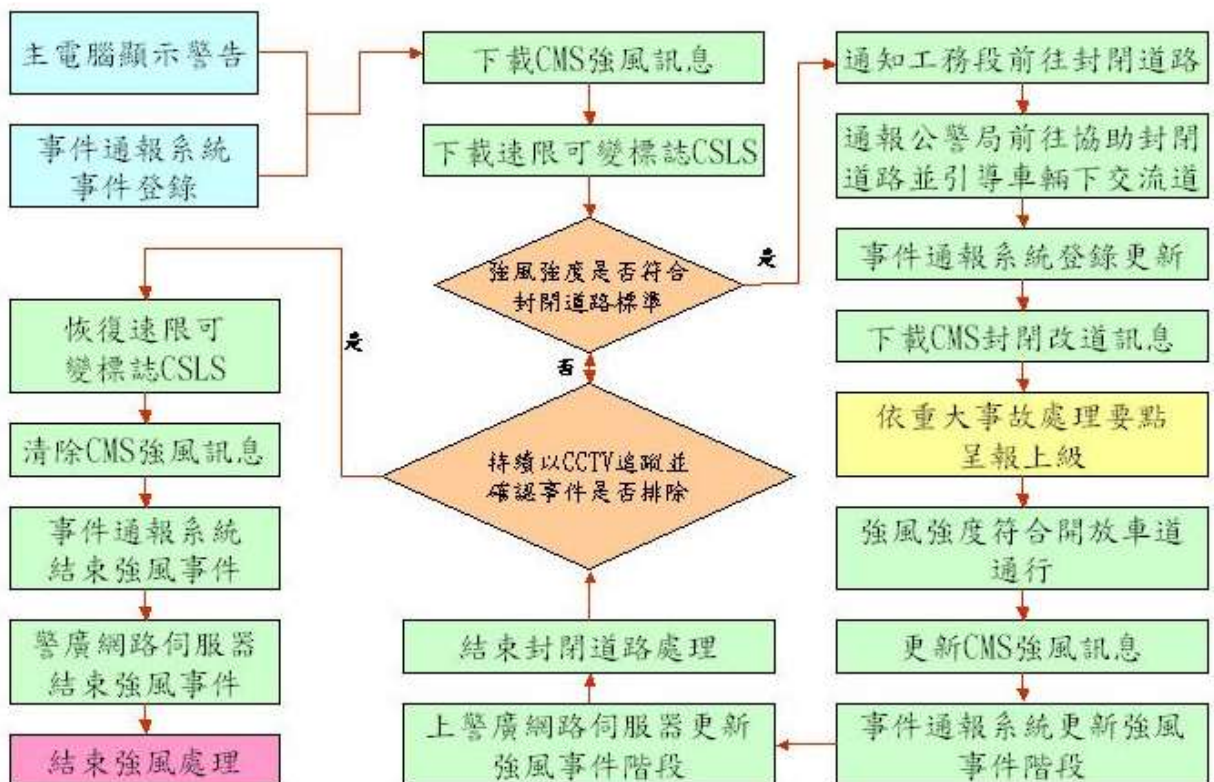 主電腦顯示警告
事件通報系統
事件登錄
下載CMS強風訊息
下載速限可變標誌CSLS
強風強度是否符合
封閉道路標準
是
否
通知工務段前往封閉道路
通報公警局前往協助封閉
道路並引導車輛下交流道
事件通報系統登錄更新
下載CMS封閉改道訊息
依重大事故處理要點
呈報上級
強風強度符合開放車道
通行
更新CMS強風訊息
事件通報系統更新強風
事件階段
上警廣網路伺服器更新
強風事件階段
結束封閉道路處理
持續以CCTV追蹤並
確認事件是否排除
是
恢復速限可
變標誌CSLS
清除CMS強風訊息
事件通報系統
結束強風事件
警廣網路伺服器
結束強風事件
結束強風處理